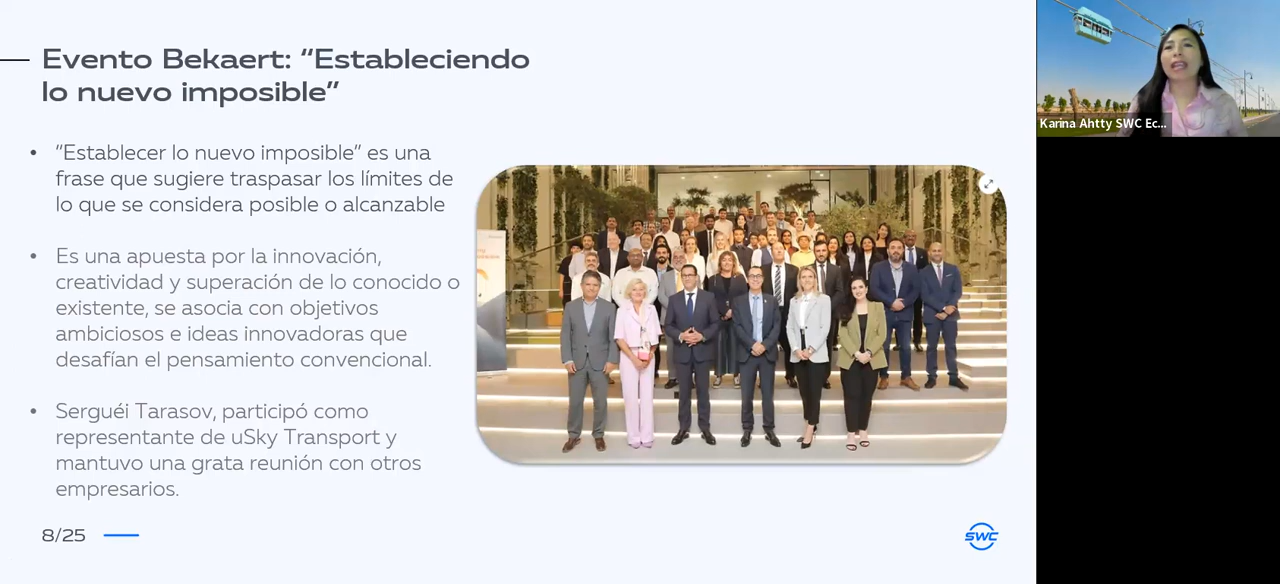 Evento Bekaert: “Estableciendo
lo nuevo imposible”
• “Establecer lo nuevo imposible” es una
frase que sugiere traspasar los límites de
lo que se considera posible o alcanzable
• Es una apuesta por la innovación,
creatividad y superación de lo conocido o
existente, se asocia con objetivos
ambiciosos e ideas innovadoras que
desafían el pensamiento convencional.
• Serguéi Tarasov, participó como
representante de uSky Transport y
mantuvo una grata reunión con otros
empresarios.
8/25
SWC
Karina Ahtty SWC Ec...